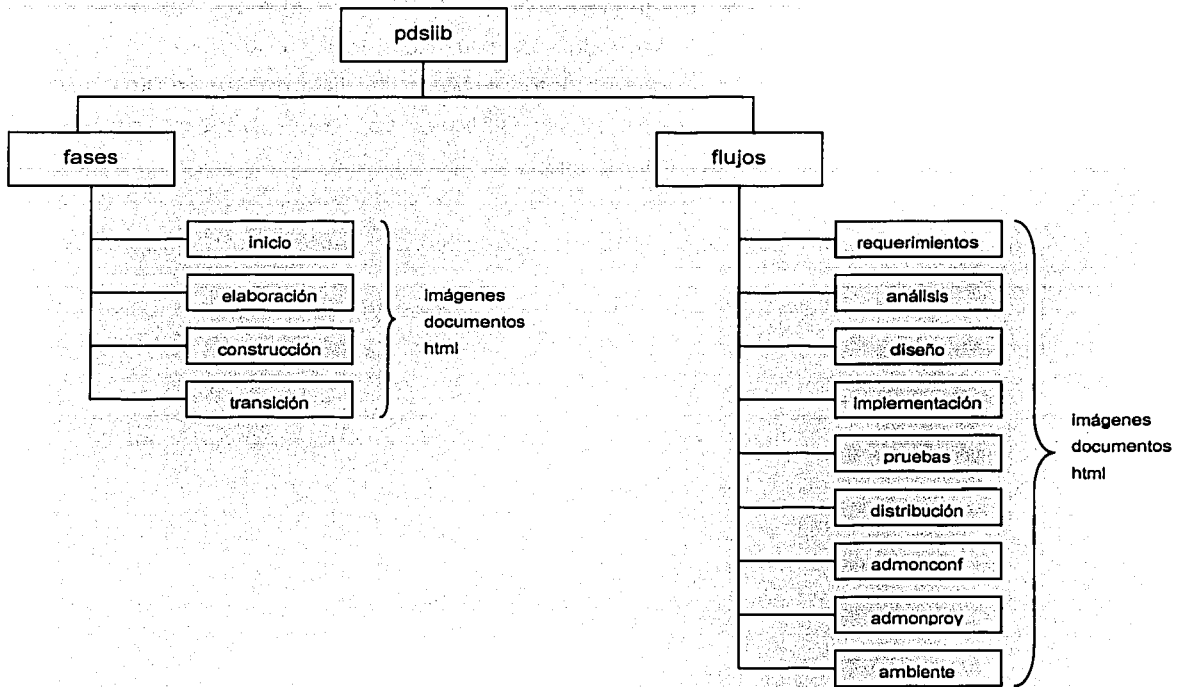 pdslib
fases
flujos
inicio
elaboración
construcción
transición
imágenes
documentos
html
requerimientos
análisis
diseño
implementación
pruebas
distribución
admonconf
admonproy
ambiente
imágenes
documentos
html